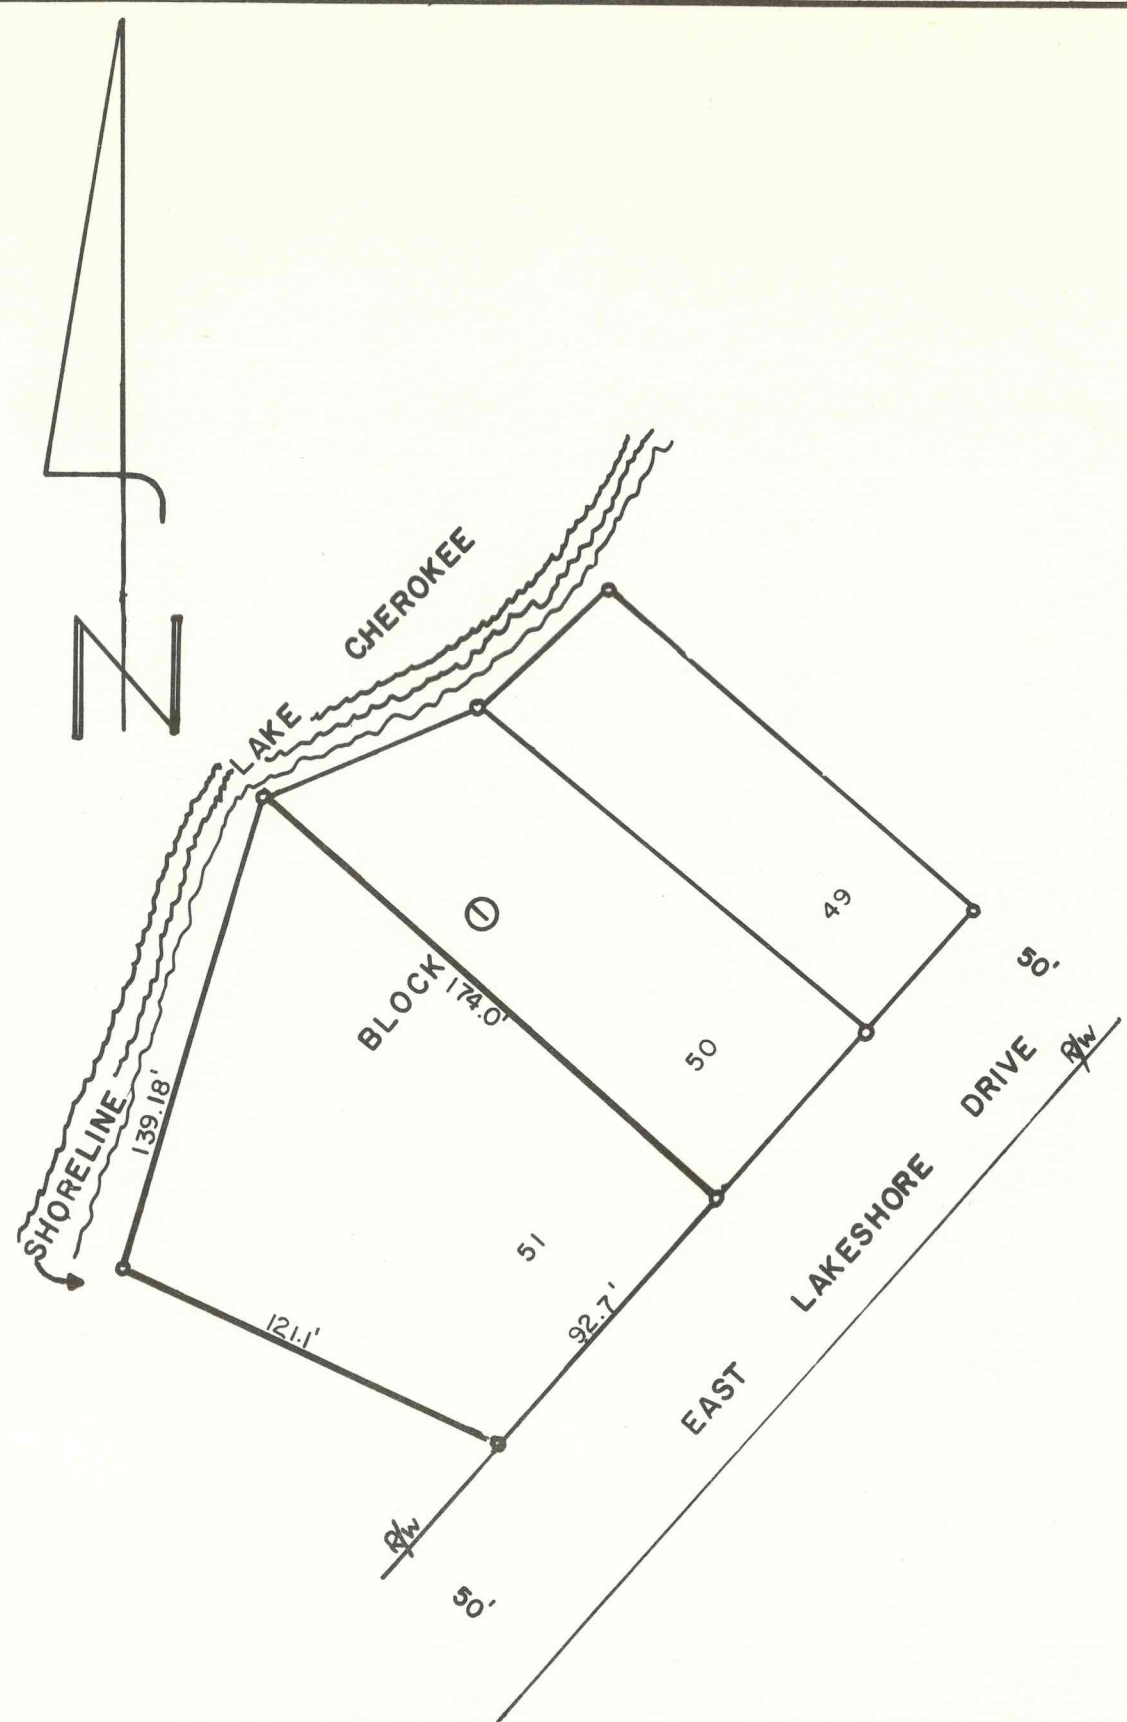 N
LAKE CHEROKEE
SHORELINE
BLOCK 1
49
50
51
174.0'
139.18'
121.1'
92.7'
50'
R/W
EAST LAKESHORE DRIVE
R/W
50'